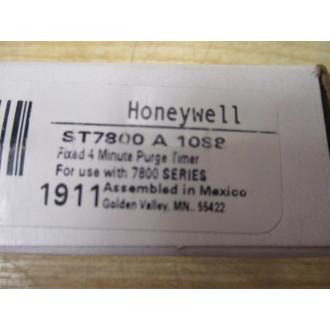 Honeywell
ST7800 A 1088
Fixed 4 Minute Purge Timer
For use with 7800 SERIES
1911 Assembled in Mexico
Golden Valley, MN., 55422